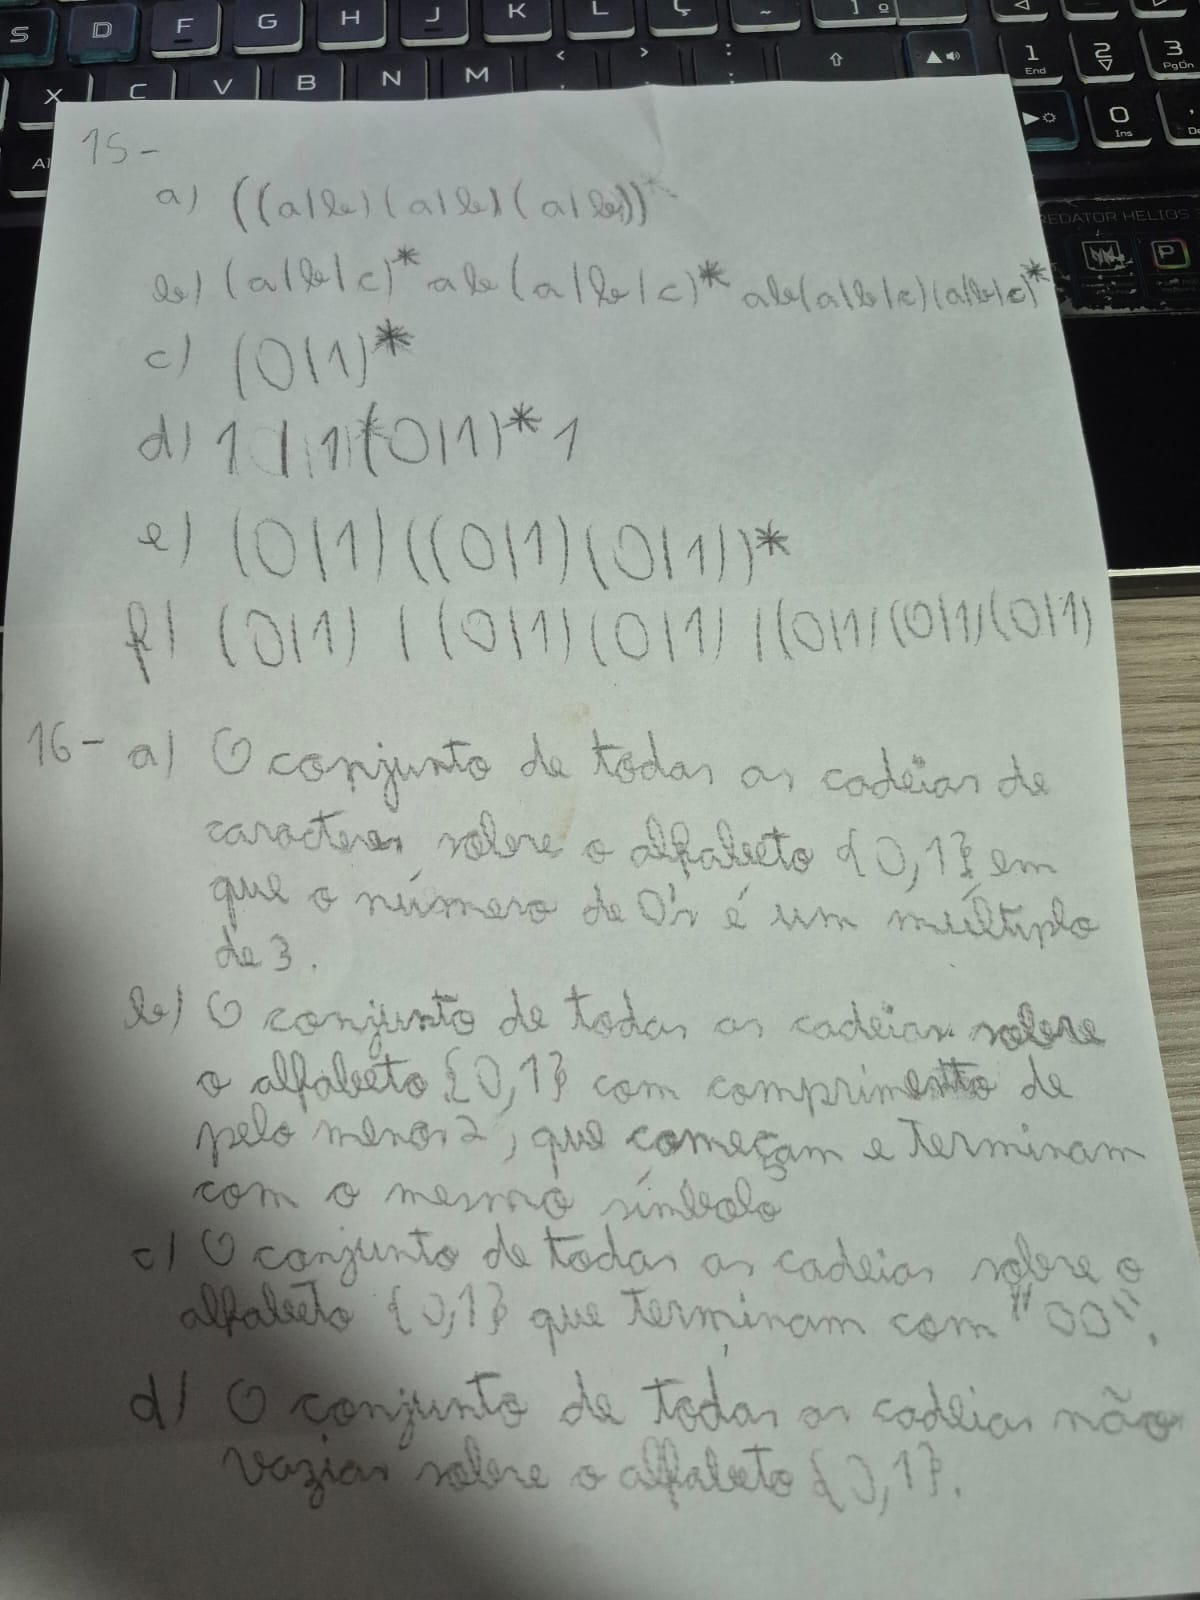 S D F G H J K L Ç ~ ] º
X C V B N M < , > . : ; 1 End 2 3 PgDn
Al 0 Ins De
PREDATOR HELIOS
P
15-
a) ((a|b)(a|b)(a|b))*
b) (a|b|c)* ab (a|b|c)* ab(a|b|c)(a|b|c)*
c) (0|1)*
d) 1 | 1(0|1)* 1
e) (0|1)((0|1)(0|1))*
f) (0|1) | (0|1)(0|1) | (0|1)(0|1)(0|1)
16- a) O conjunto de todas as cadeias de
caracteres sobre o alfabeto {0,1} em
que o número de 0's é um múltiplo
de 3.
b) O conjunto de todas as cadeias sobre
o alfabeto {0,1} com comprimento de
pelo menos 2, que começam e terminam
com o mesmo símbolo
c) O conjunto de todas as cadeias sobre o
alfabeto {0,1} que terminam com "00".
d) O conjunto de todas as cadeias não
vazias sobre o alfabeto {0,1}.